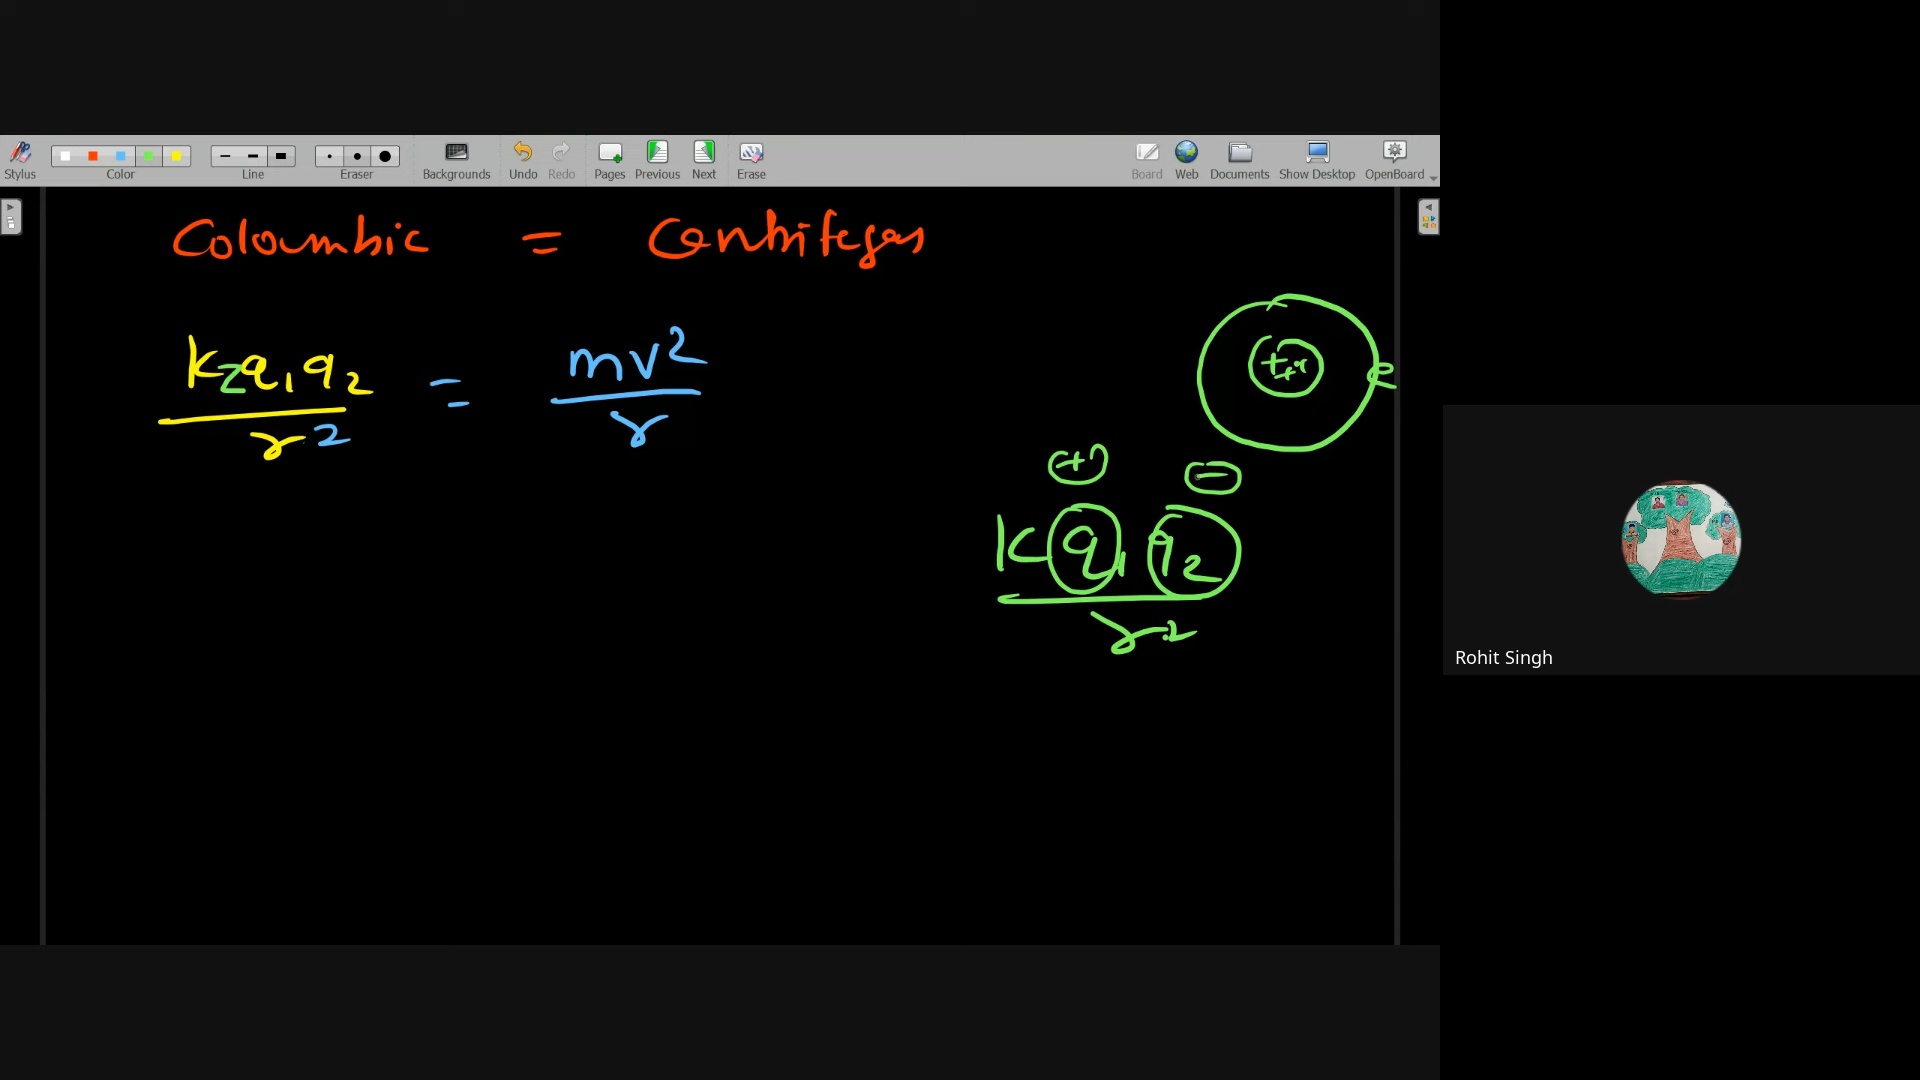 Stylus Color Line Eraser Backgrounds Undo Redo Pages Previous Next Erase Board Web Documents Show Desktop OpenBoard
Coloumbic = Centrifugas
kzq₁q₂ / r² = mv² / r
+ + r e
(+) (-)
kq₁q₂ / r²
Rohit Singh